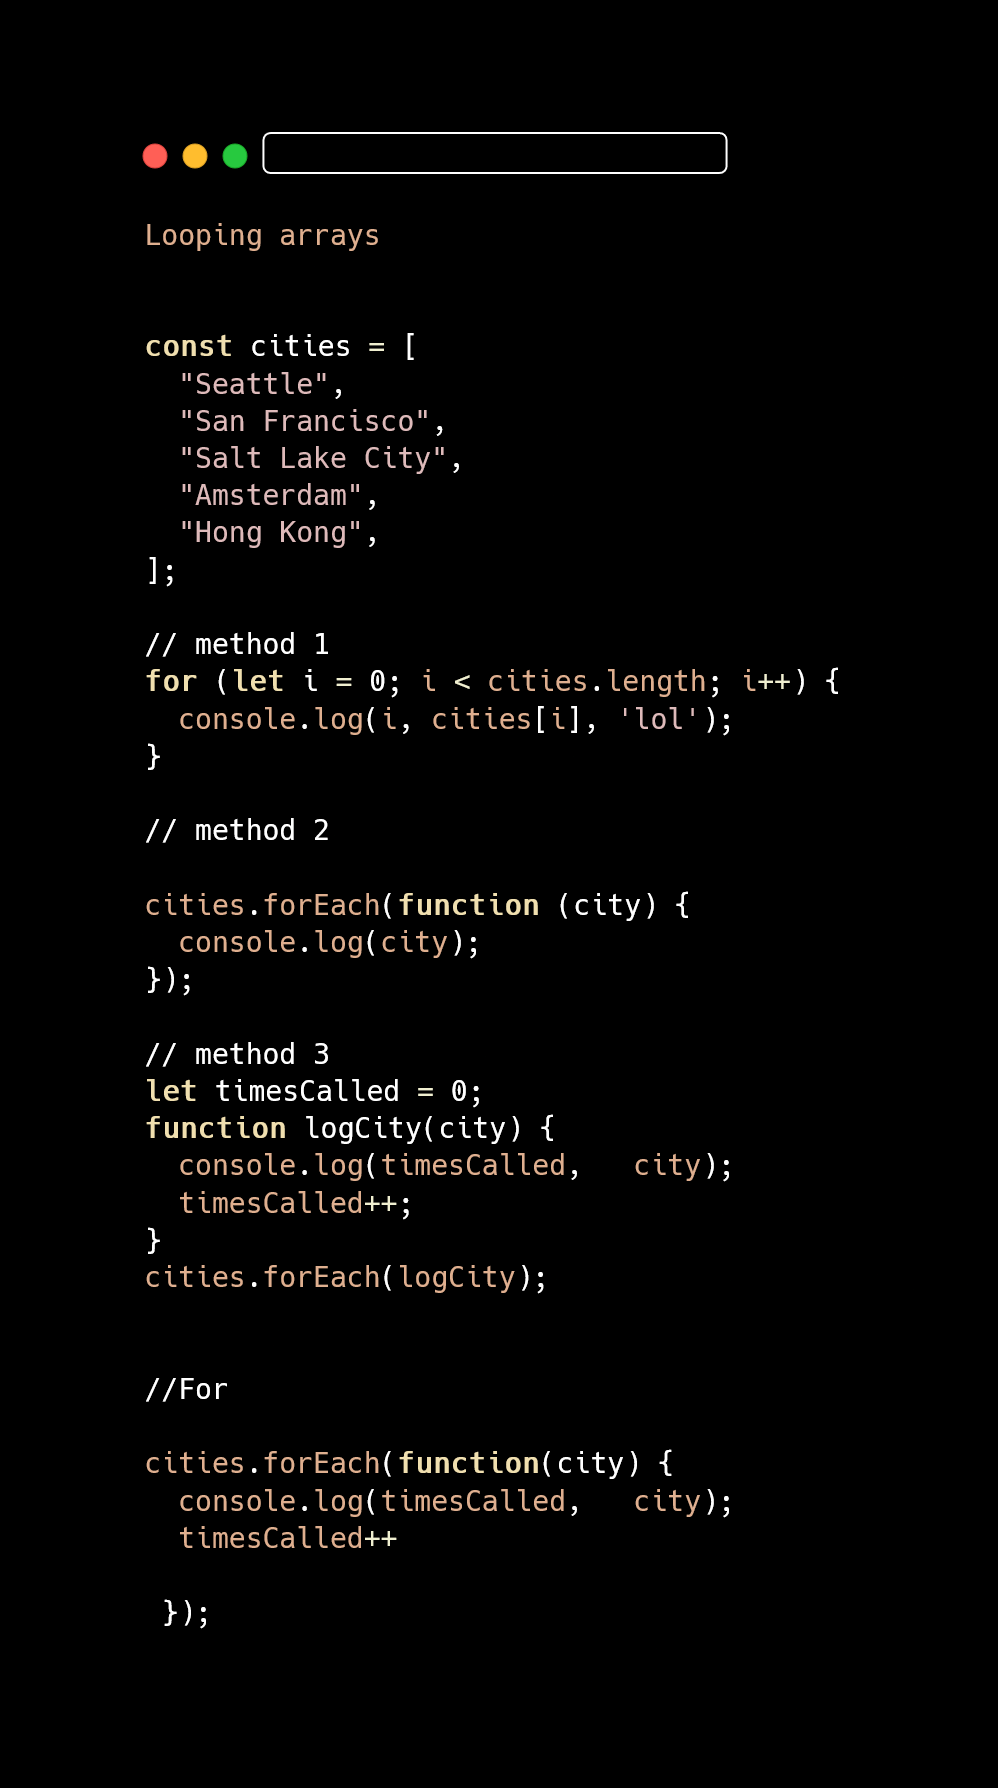 Looping arrays
const cities = [
  "Seattle",
  "San Francisco",
  "Salt Lake City",
  "Amsterdam",
  "Hong Kong",
];
// method 1
for (let i = 0; i < cities.length; i++) {
  console.log(i, cities[i], 'lol');
}
// method 2
cities.forEach(function (city) {
  console.log(city);
});
// method 3
let timesCalled = 0;
function logCity(city) {
  console.log(timesCalled,   city);
  timesCalled++;
}
cities.forEach(logCity);
//For
cities.forEach(function(city) {
  console.log(timesCalled,   city);
  timesCalled++
 });